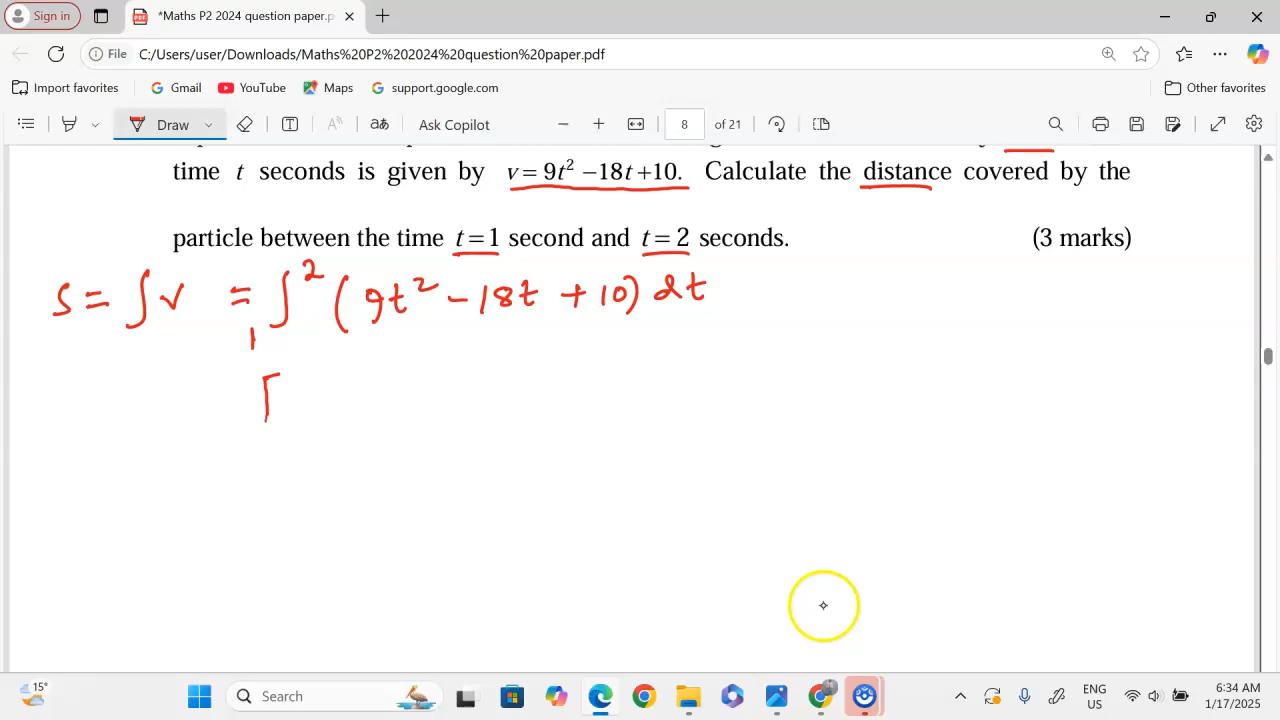 Sign in
*Maths P2 2024 question paper.p
File
C:/Users/user/Downloads/Maths%20P2%202024%20question%20paper.pdf
Import favorites
Gmail
YouTube
Maps
support.google.com
Other favorites
Draw
Ask Copilot
8
of 21
time t seconds is given by v = 9t² −18t +10. Calculate the distance covered by the
particle between the time t = 1 second and t = 2 seconds. (3 marks)
S = ∫ v = ∫₁² ( 9t² - 18t + 10) dt
[
15°
Search
ENG
US
6:34 AM
1/17/2025